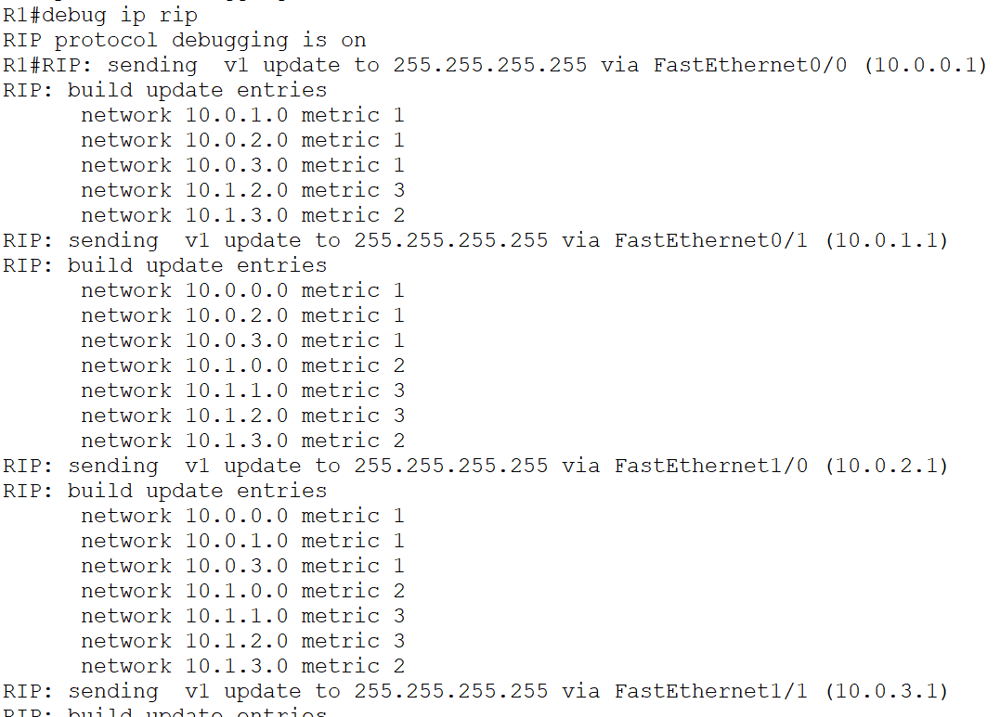 R1#debug ip rip
RIP protocol debugging is on
R1#RIP: sending  v1 update to 255.255.255.255 via FastEthernet0/0 (10.0.0.1)
RIP: build update entries
      network 10.0.1.0 metric 1
      network 10.0.2.0 metric 1
      network 10.0.3.0 metric 1
      network 10.1.2.0 metric 3
      network 10.1.3.0 metric 2
RIP: sending  v1 update to 255.255.255.255 via FastEthernet0/1 (10.0.1.1)
RIP: build update entries
      network 10.0.0.0 metric 1
      network 10.0.2.0 metric 1
      network 10.0.3.0 metric 1
      network 10.1.0.0 metric 2
      network 10.1.1.0 metric 3
      network 10.1.2.0 metric 3
      network 10.1.3.0 metric 2
RIP: sending  v1 update to 255.255.255.255 via FastEthernet1/0 (10.0.2.1)
RIP: build update entries
      network 10.0.0.0 metric 1
      network 10.0.1.0 metric 1
      network 10.0.3.0 metric 1
      network 10.1.0.0 metric 2
      network 10.1.1.0 metric 3
      network 10.1.2.0 metric 3
      network 10.1.3.0 metric 2
RIP: sending  v1 update to 255.255.255.255 via FastEthernet1/1 (10.0.3.1)
RIP: build update entries